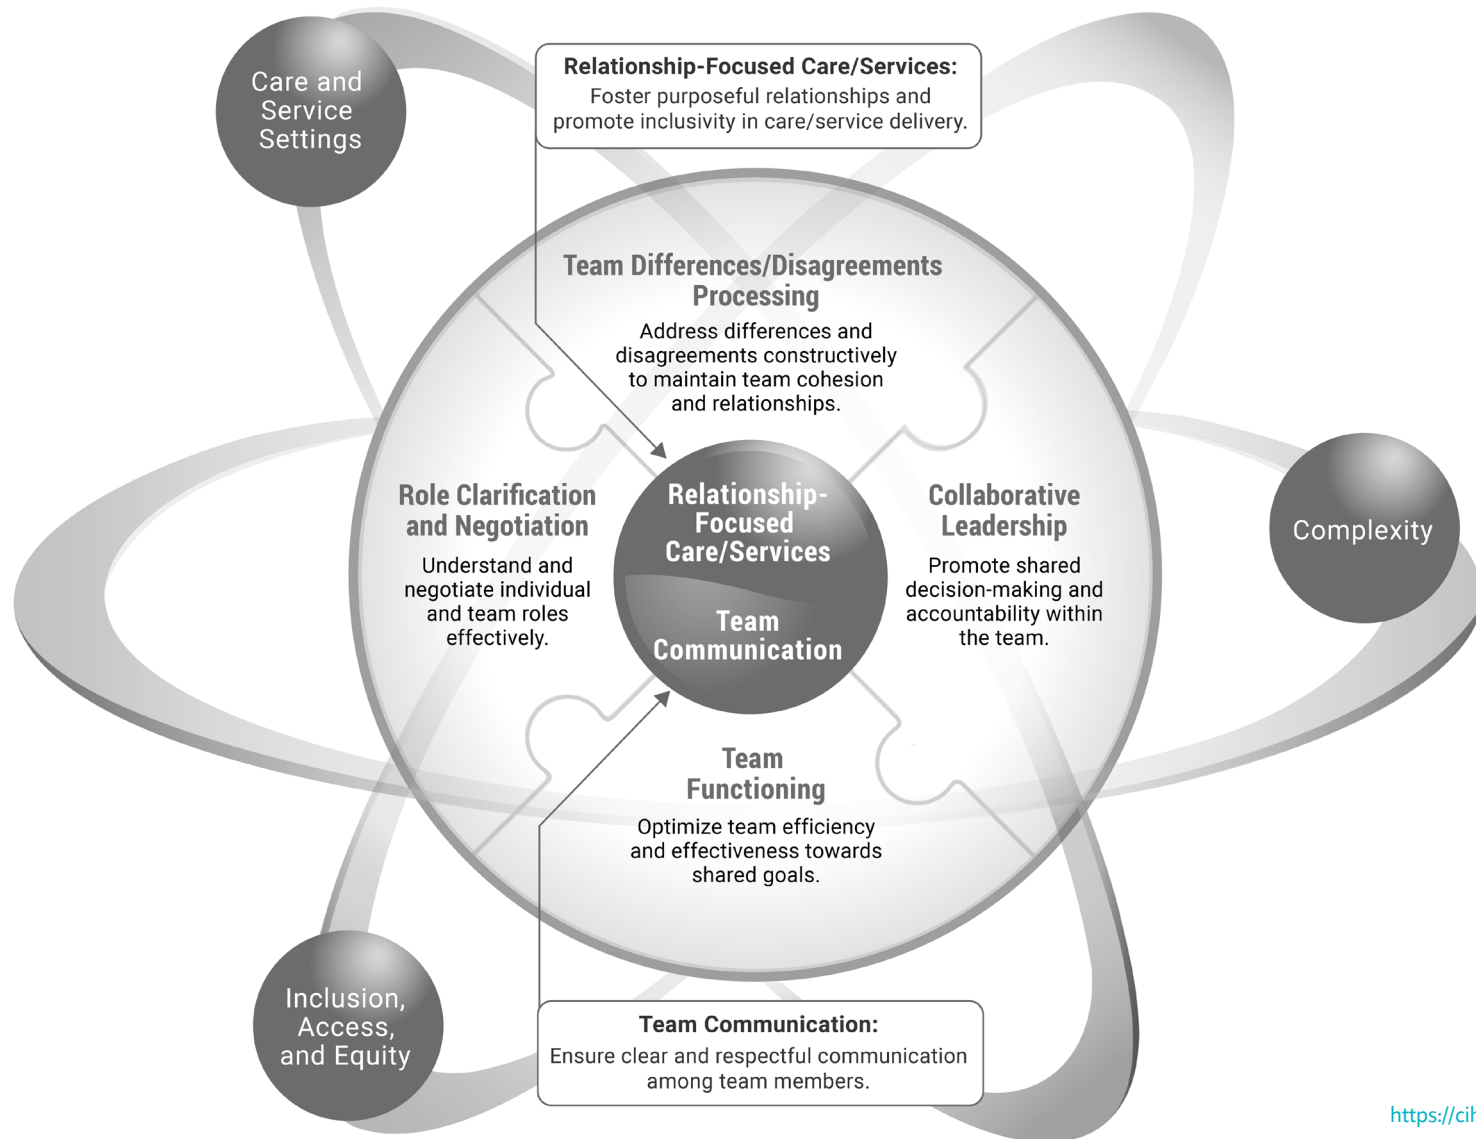 Care and
Service
Settings
Relationship-Focused Care/Services:
Foster purposeful relationships and
promote inclusivity in care/service delivery.
Team Differences/Disagreements
Processing
Address differences and
disagreements constructively
to maintain team cohesion
and relationships.
Role Clarification
and Negotiation
Understand and
negotiate individual
and team roles
effectively.
Relationship-
Focused
Care/Services
Team
Communication
Collaborative
Leadership
Promote shared
decision-making and
accountability within
the team.
Complexity
Team
Functioning
Optimize team efficiency
and effectiveness towards
shared goals.
Inclusion,
Access,
and Equity
Team Communication:
Ensure clear and respectful communication
among team members.
https://cih